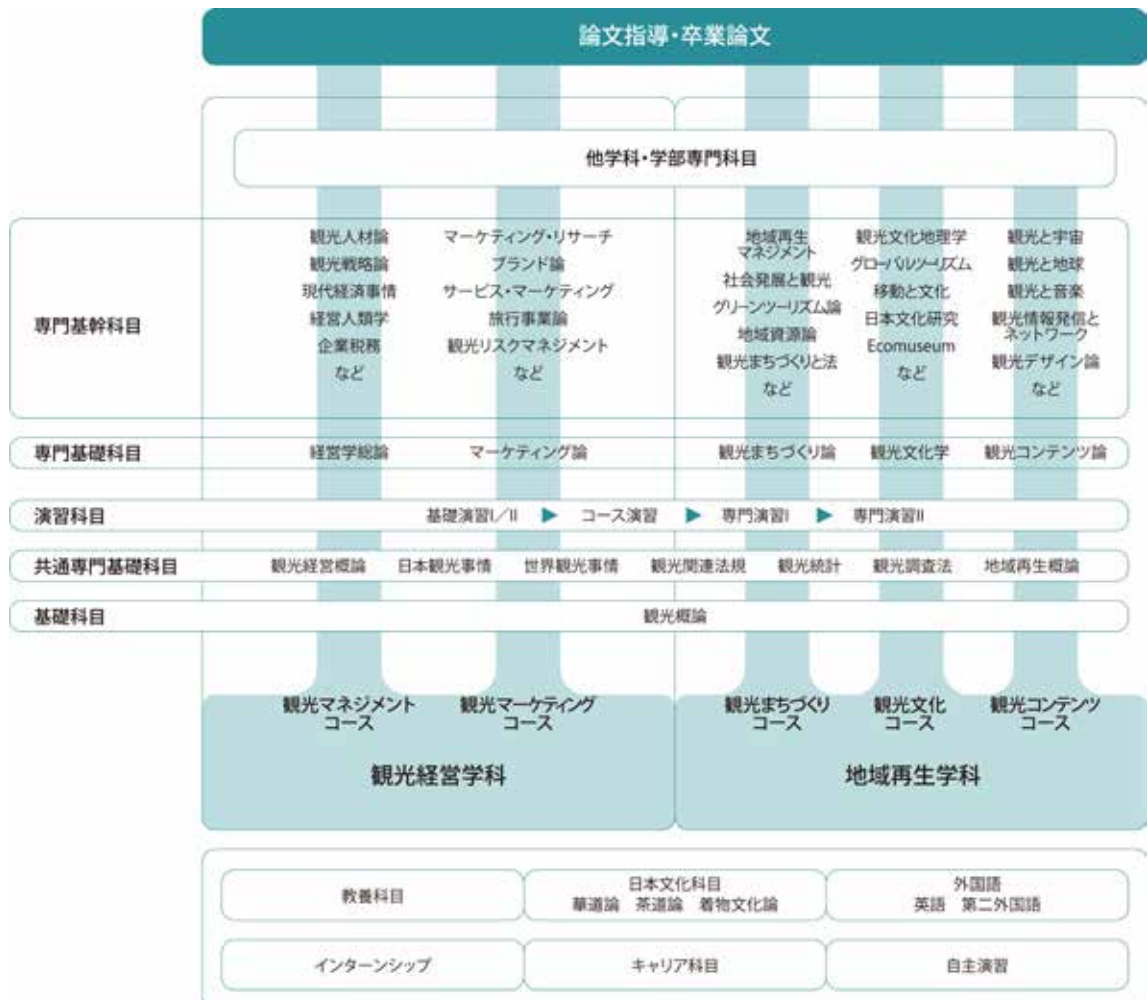 論文指導・卒業論文
他学科・学部専門科目
専門基幹科目
観光人材論
観光戦略論
現代経済事情
経営人類学
企業税務
など
マーケティング・リサーチ
ブランド論
サービス・マーケティング
旅行事業論
観光リスクマネジメント
など
地域再生
マネジメント
社会発展と観光
グリーンツーリズム論
地域資源論
観光まちづくりと法
など
観光文化地理学
グローバルツーリズム
移動と文化
日本文化研究
Ecomuseum
など
観光と宇宙
観光と地球
観光と音楽
観光情報発信と
ネットワーク
観光デザイン論
など
専門基礎科目
経営学総論 マーケティング論 観光まちづくり論 観光文化学 観光コンテンツ論
演習科目
基礎演習I／II ▶ コース演習 ▶ 専門演習I ▶ 専門演習II
共通専門基礎科目
観光経営概論 日本観光事情 世界観光事情 観光関連法規 観光統計 観光調査法 地域再生概論
基礎科目
観光概論
観光マネジメント
コース
観光マーケティング
コース
観光まちづくり
コース
観光文化
コース
観光コンテンツ
コース
観光経営学科
地域再生学科
教養科目
日本文化科目
華道論 茶道論 着物文化論
外国語
英語 第二外国語
インターンシップ
キャリア科目
自主演習